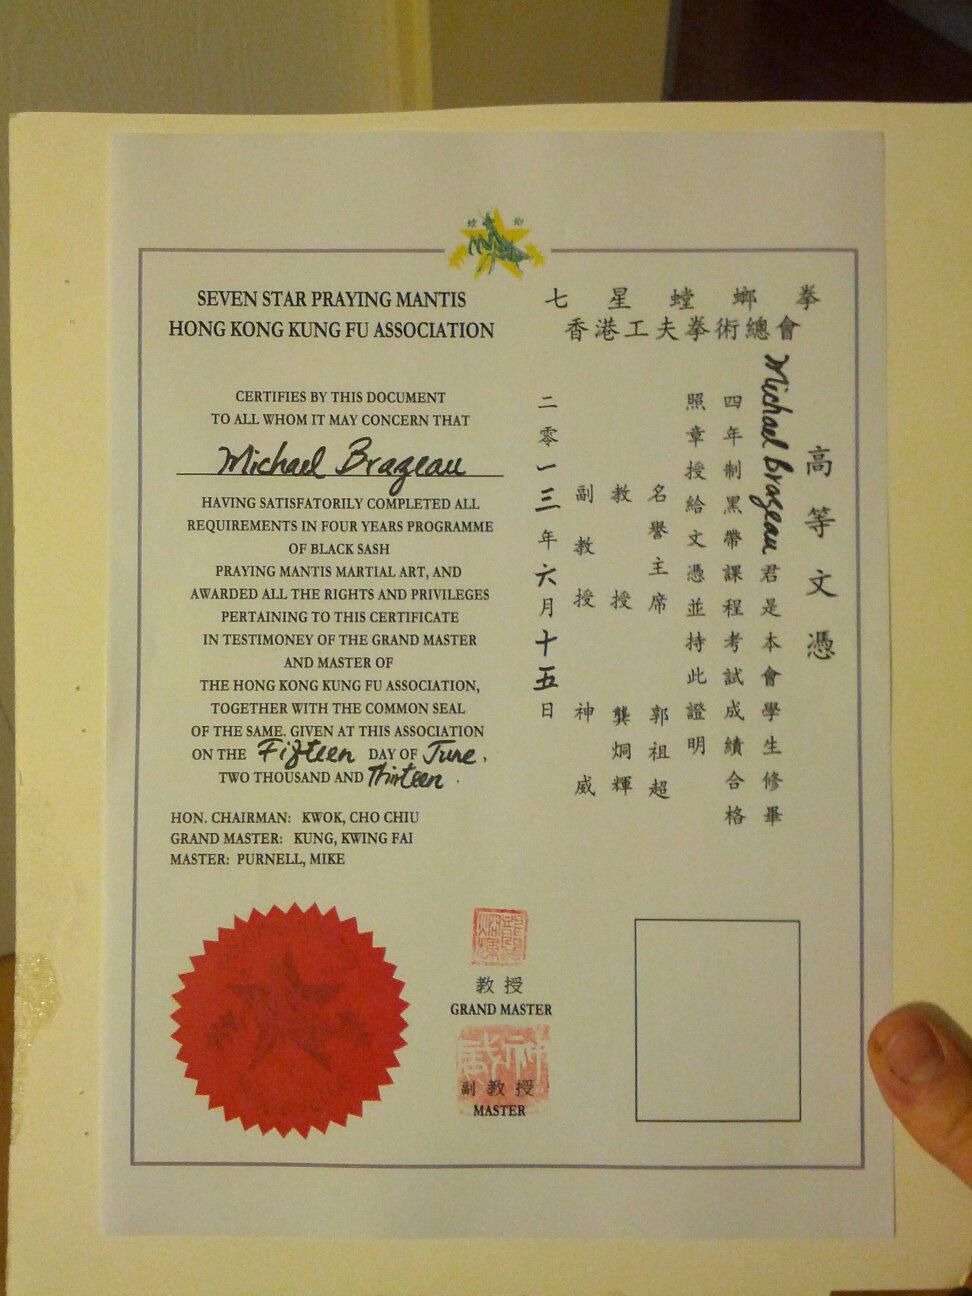 螳 螂
SEVEN STAR PRAYING MANTIS
HONG KONG KUNG FU ASSOCIATION
CERTIFIES BY THIS DOCUMENT
TO ALL WHOM IT MAY CONCERN THAT
Michael Brazeau
HAVING SATISFATORILY COMPLETED ALL
REQUIREMENTS IN FOUR YEARS PROGRAMME
OF BLACK SASH
PRAYING MANTIS MARTIAL ART, AND
AWARDED ALL THE RIGHTS AND PRIVILEGES
PERTAINING TO THIS CERTIFICATE
IN TESTIMONEY OF THE GRAND MASTER
AND MASTER OF
THE HONG KONG KUNG FU ASSOCIATION,
TOGETHER WITH THE COMMON SEAL
OF THE SAME. GIVEN AT THIS ASSOCIATION
ON THE Fifteen DAY OF June,
TWO THOUSAND AND Thirteen.
HON. CHAIRMAN: KWOK, CHO CHIU
GRAND MASTER: KUNG, KWING FAI
MASTER: PURNELL, MIKE
七星螳螂拳
香港工夫拳術總會
高等文憑
Michael Brazeau 君是本會學生修畢
四年制黑帶課程考試成績合格
照章授給文憑並持此證明
名譽主席 郭祖超
教授 龔炯輝
副教授 神威
二零一三年六月十五日
教授
GRAND MASTER
副教授
MASTER